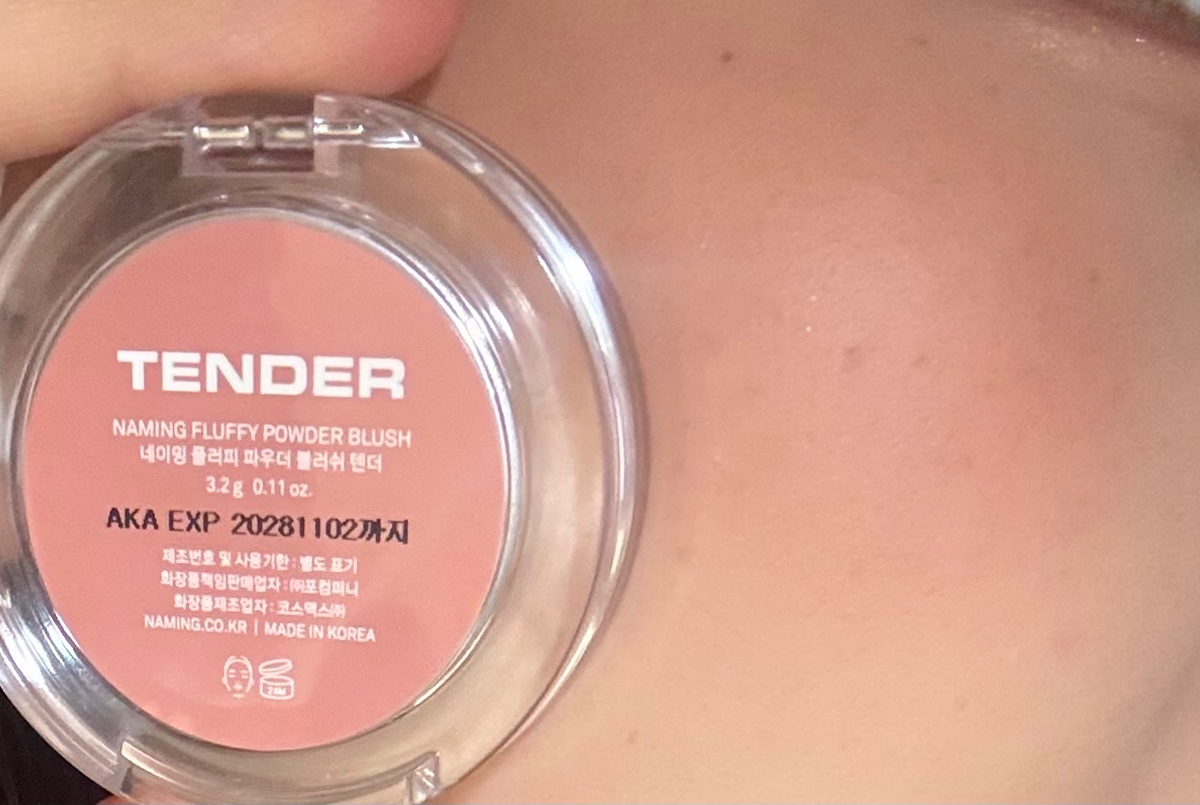 TENDER
NAMING FLUFFY POWDER BLUSH
네이밍 플러피 파우더 블러쉬 텐더
3.2 g 0.11 oz.
AKA EXP 20281102까지
제조번호 및 사용기한 : 별도 표기
화장품책임판매업자 : ㈜포컴퍼니
화장품제조업자 : 코스맥스㈜
NAMING.CO.KR | MADE IN KOREA
24M